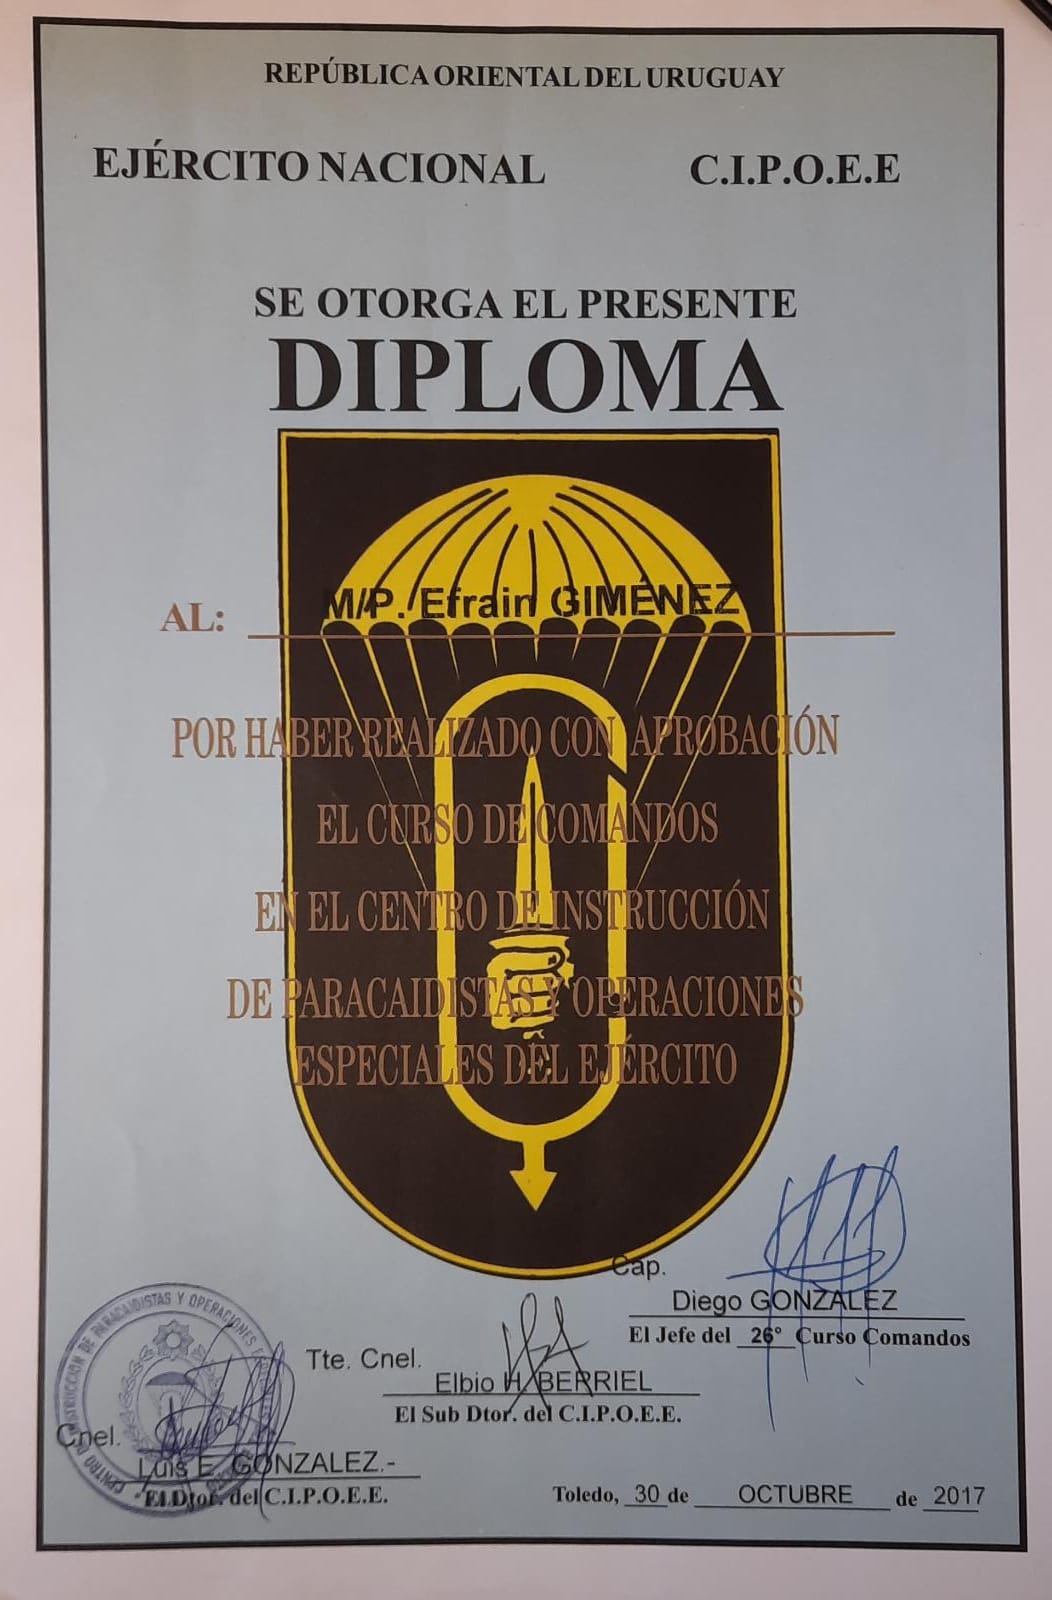 REPÚBLICA ORIENTAL DEL URUGUAY
EJÉRCITO NACIONAL C.I.P.O.E.E
SE OTORGA EL PRESENTE
DIPLOMA
AL: M/P. Efrain GIMÉNEZ
POR HABER REALIZADO CON APROBACIÓN
EL CURSO DE COMANDOS
EN EL CENTRO DE INSTRUCCIÓN
DE PARACAIDISTAS Y OPERACIONES
ESPECIALES DEL EJÉRCITO
Cap.
Diego GONZALEZ
El Jefe del 26° Curso Comandos
Tte. Cnel.
Elbio H. BERRIEL
El Sub Dtor. del C.I.P.O.E.E.
CENTRO DE INSTRUCCIÓN DE PARACAIDISTAS Y OPERACIONES
Cnel.
Luis E. GONZALEZ.-
El Dtor. del C.I.P.O.E.E.
Toledo, 30 de OCTUBRE de 2017